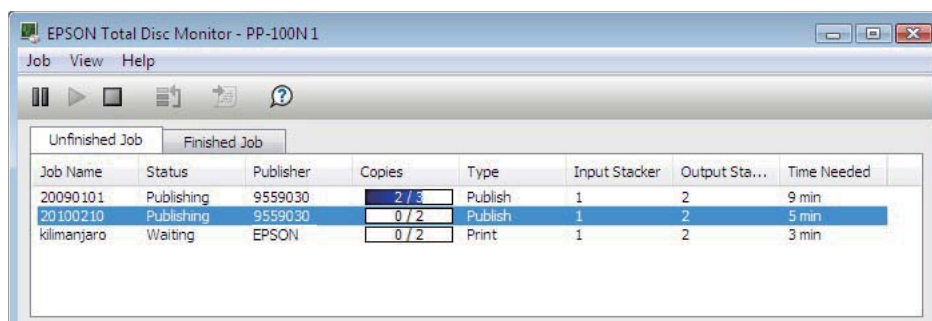 EPSON Total Disc Monitor - PP-100N 1
Job View Help
Unfinished Job Finished Job
Job Name Status Publisher Copies Type Input Stacker Output Sta... Time Needed
20090101 Publishing 9559030 2 / 3 Publish 1 2 9 min
20100210 Publishing 9559030 0 / 2 Publish 1 2 5 min
kilimanjaro Waiting EPSON 0 / 2 Print 1 2 3 min